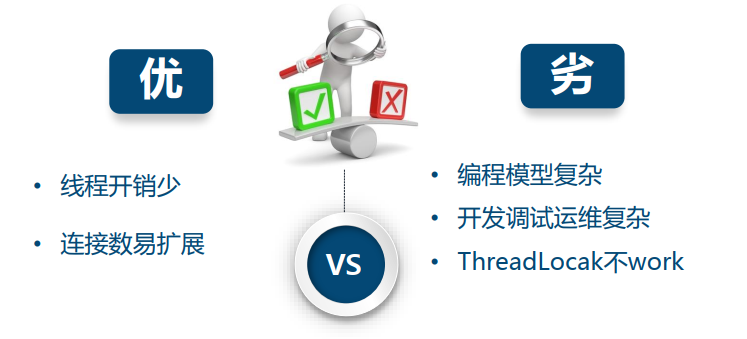 优
线程开销少
连接数易扩展
VS
劣
编程模型复杂
开发调试运维复杂
ThreadLocak不work